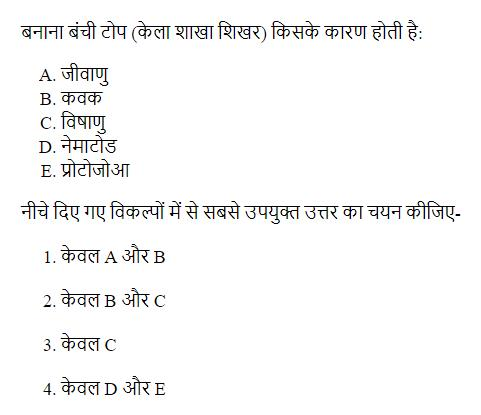 बनाना बंची टोप (केला शाखा शिखर) किसके कारण होती है:
A. जीवाणु
B. कवक
C. विषाणु
D. नेमाटोड
E. प्रोटोजोआ
नीचे दिए गए विकल्पों में से सबसे उपयुक्त उत्तर का चयन कीजिए-
1. केवल A और B
2. केवल B और C
3. केवल C
4. केवल D और E